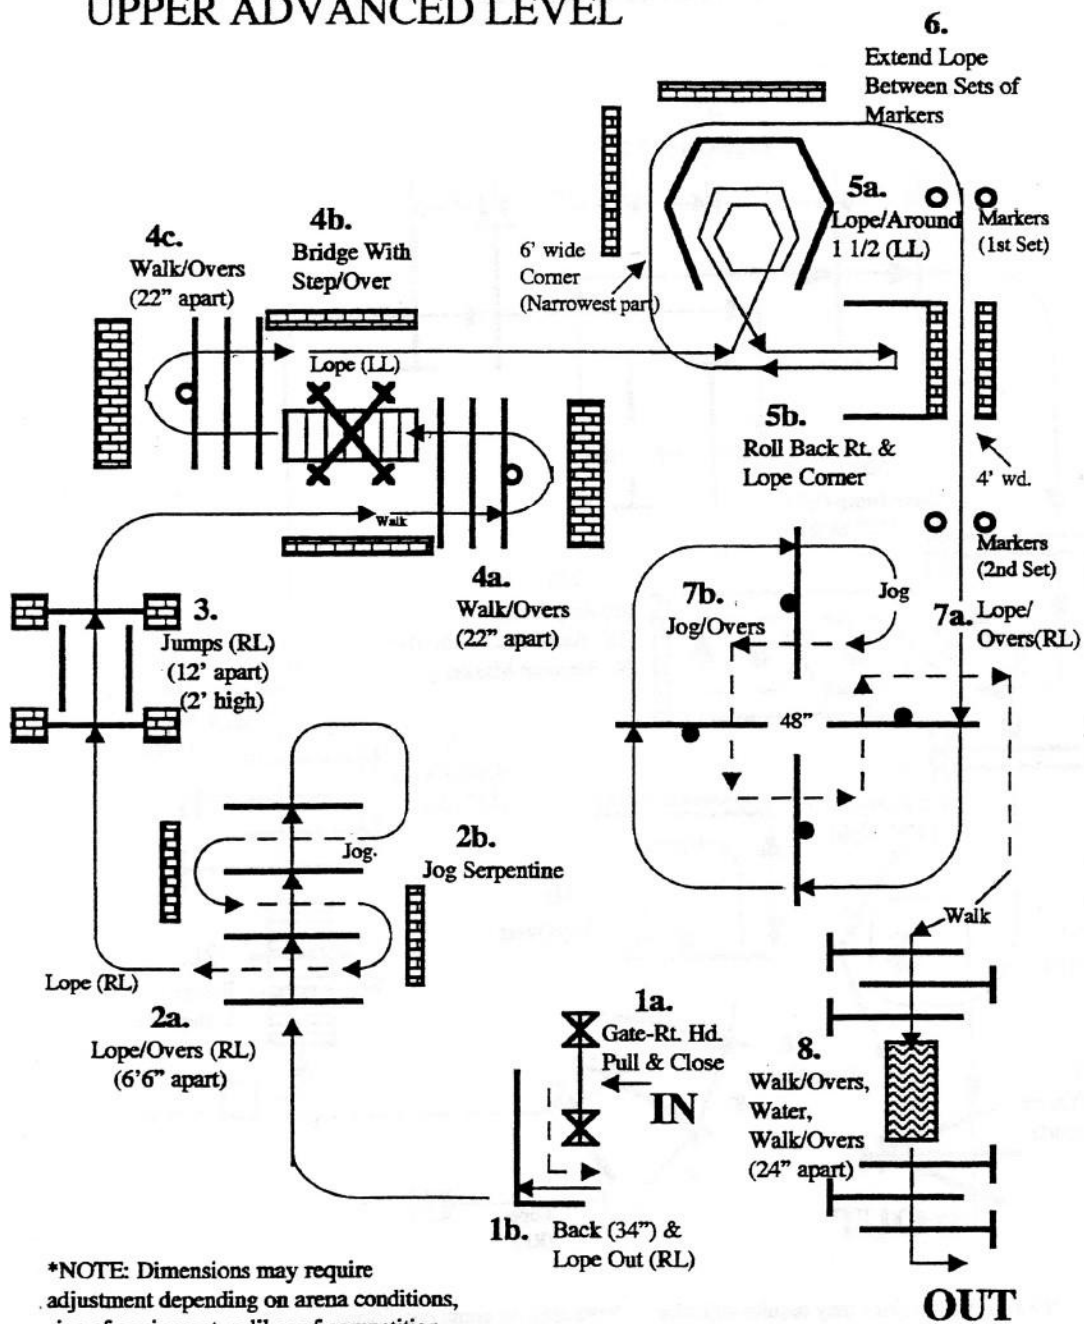 UPPER ADVANCED LEVEL
6.
Extend Lope
Between Sets of
Markers
5a.
Lope/Around
1 1/2 (LL)
Markers
(1st Set)
6' wide
Corner
(Narrowest part)
4c.
Walk/Overs
(22" apart)
4b.
Bridge With
Step/Over
Lope (LL)
5b.
Roll Back Rt. &
Lope Corner
4' wd.
Walk
Markers
(2nd Set)
4a.
Walk/Overs
(22" apart)
3.
Jumps (RL)
(12' apart)
(2' high)
7b.
Jog/Overs
Jog
7a. Lope/
Overs(RL)
48"
2b.
Jog Serpentine
Jog.
Lope (RL)
2a.
Lope/Overs (RL)
(6'6" apart)
1a.
Gate-Rt. Hd.
Pull & Close
IN
1b. Back (34") &
Lope Out (RL)
Walk
8.
Walk/Overs,
Water,
Walk/Overs
(24" apart)
OUT
*NOTE: Dimensions may require
adjustment depending on arena conditions,